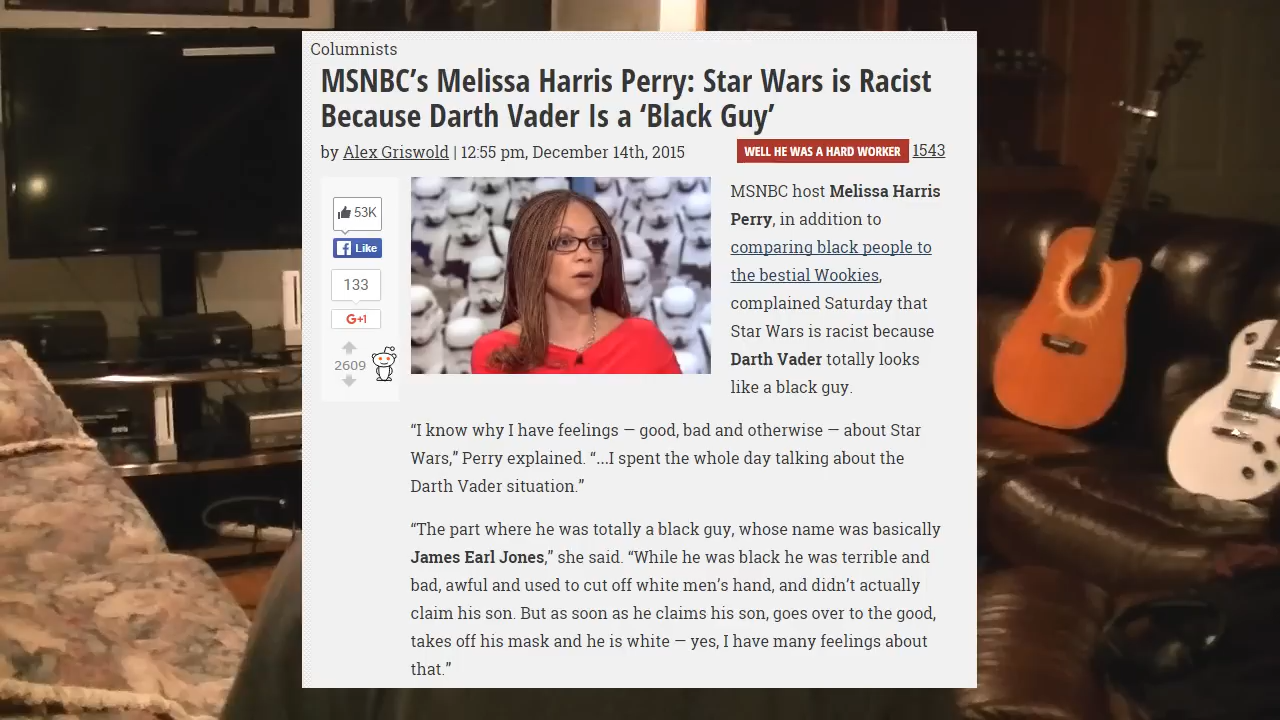 Columnists
MSNBC’s Melissa Harris Perry: Star Wars is Racist
Because Darth Vader Is a ‘Black Guy’
by Alex Griswold | 12:55 pm, December 14th, 2015
WELL HE WAS A HARD WORKER 1543
53K
Like
133
G+1
2609
MSNBC host Melissa Harris
Perry, in addition to
comparing black people to
the bestial Wookies,
complained Saturday that
Star Wars is racist because
Darth Vader totally looks
like a black guy.
“I know why I have feelings — good, bad and otherwise — about Star
Wars,” Perry explained. “...I spent the whole day talking about the
Darth Vader situation.”
“The part where he was totally a black guy, whose name was basically
James Earl Jones,” she said. “While he was black he was terrible and
bad, awful and used to cut off white men’s hand, and didn’t actually
claim his son. But as soon as he claims his son, goes over to the good,
takes off his mask and he is white — yes, I have many feelings about
that.”